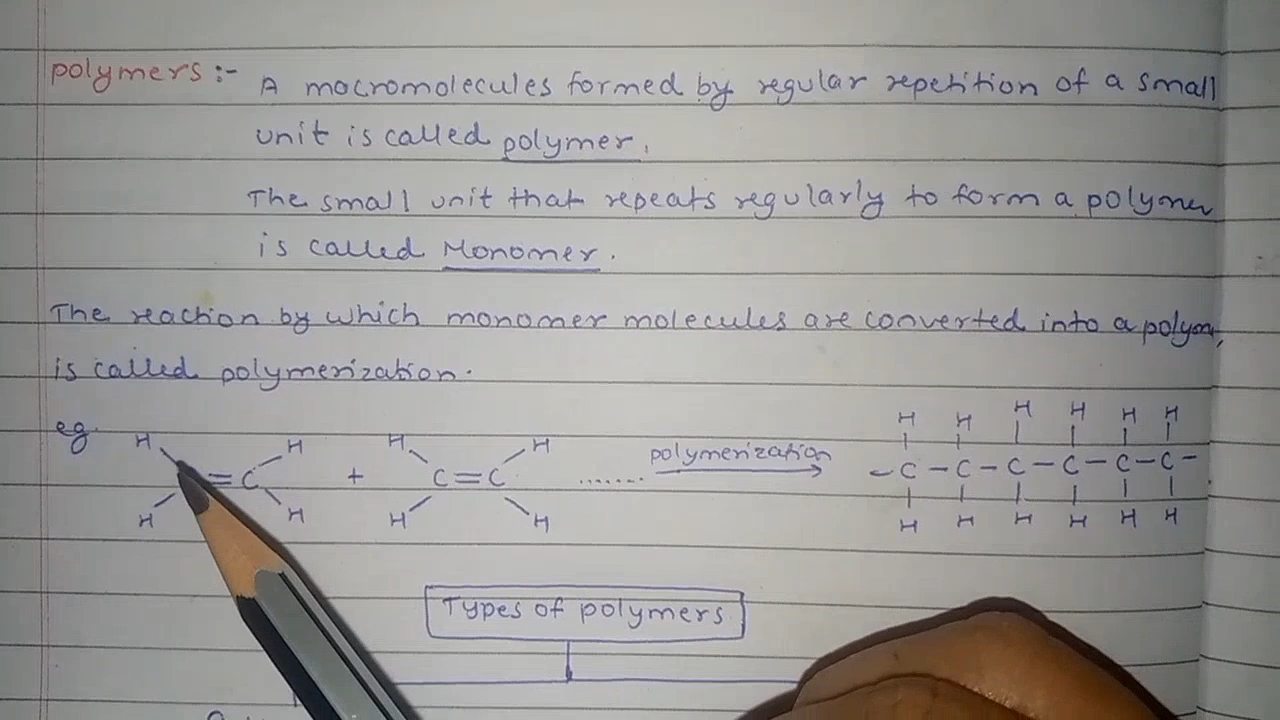 polymers :- A macromolecules formed by regular repetition of a small
unit is called polymer.
The small unit that repeats regularly to form a polymer
is called Monomer.
The reaction by which monomer molecules are converted into a
is called polymerization.
eg.
H H H H H H H H H H
C=C + C=C ....... polymerization -C-C-C-C-C-C-
H H H H H H H H H H
Types of polymers